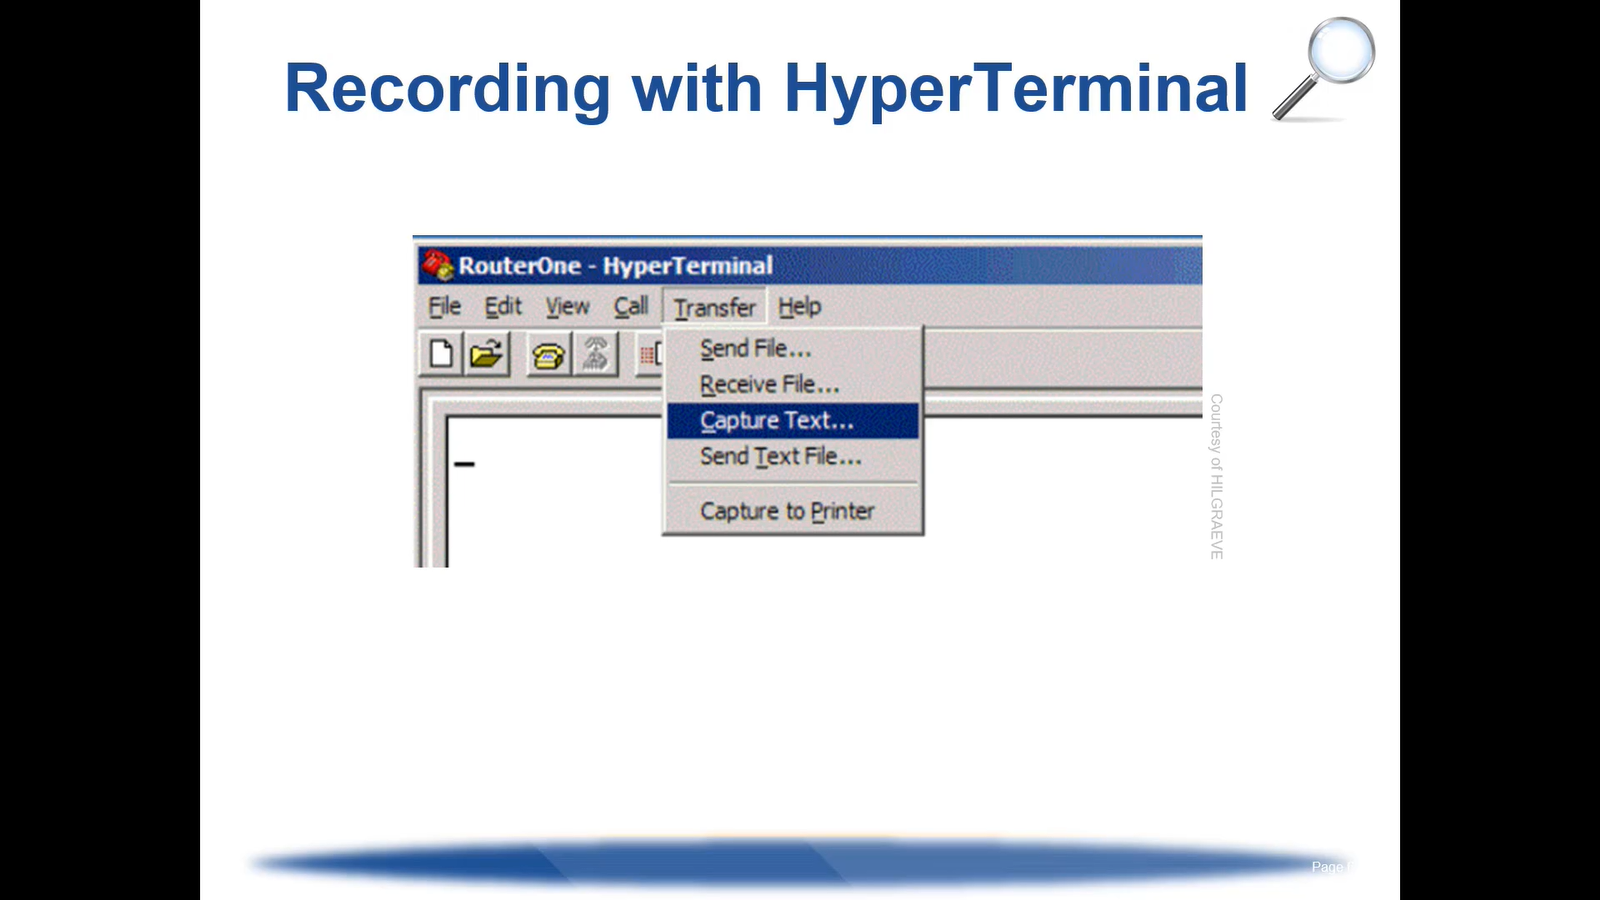 Recording with HyperTerminal
RouterOne - HyperTerminal
File Edit View Call Transfer Help
Send File...
Receive File...
Capture Text...
Send Text File...
Capture to Printer
Courtesy of HILGRAEVE
Page